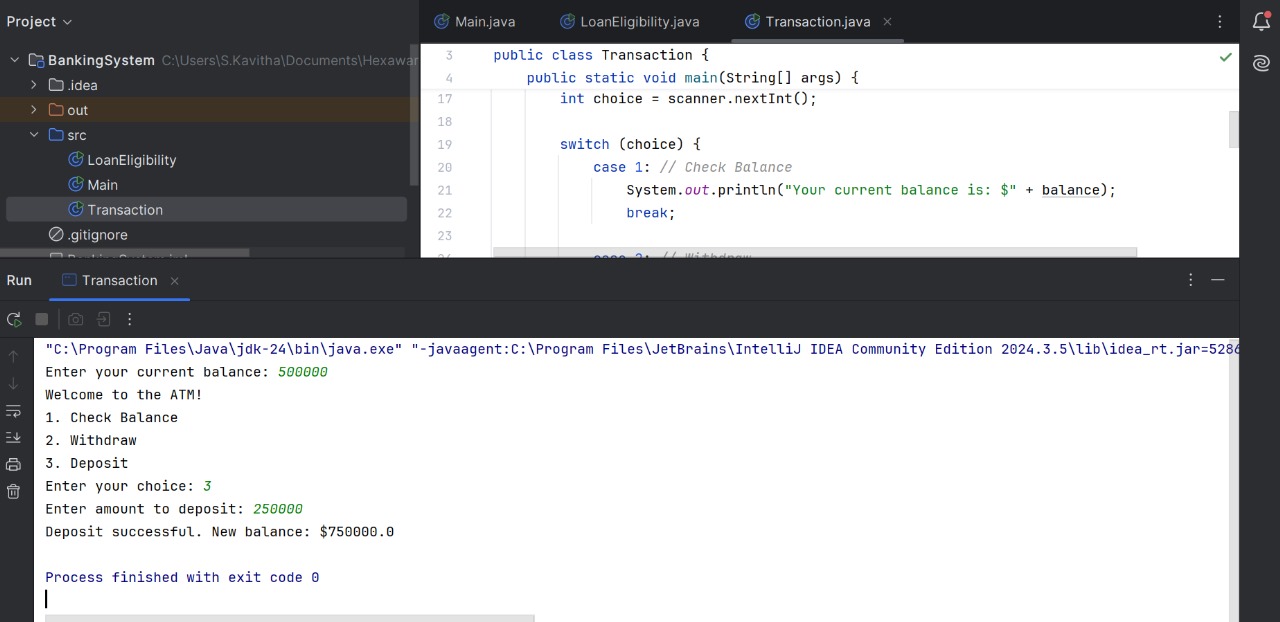 Project
Main.java LoanEligibility.java Transaction.java
BankingSystem C:\Users\S.Kavitha\Documents\Hexawar
.idea
out
src
LoanEligibility
Main
Transaction
.gitignore
3 public class Transaction {
4 public static void main(String[] args) {
17 int choice = scanner.nextInt();
18
19 switch (choice) {
20 case 1: // Check Balance
21 System.out.println("Your current balance is: $" + balance);
22 break;
23
24 case 2: // Withdraw
Run Transaction
"C:\Program Files\Java\jdk-24\bin\java.exe" "-javaagent:C:\Program Files\JetBrains\IntelliJ IDEA Community Edition 2024.3.5\lib\idea_rt.jar=5286
Enter your current balance: 500000
Welcome to the ATM!
1. Check Balance
2. Withdraw
3. Deposit
Enter your choice: 3
Enter amount to deposit: 250000
Deposit successful. New balance: $750000.0
Process finished with exit code 0